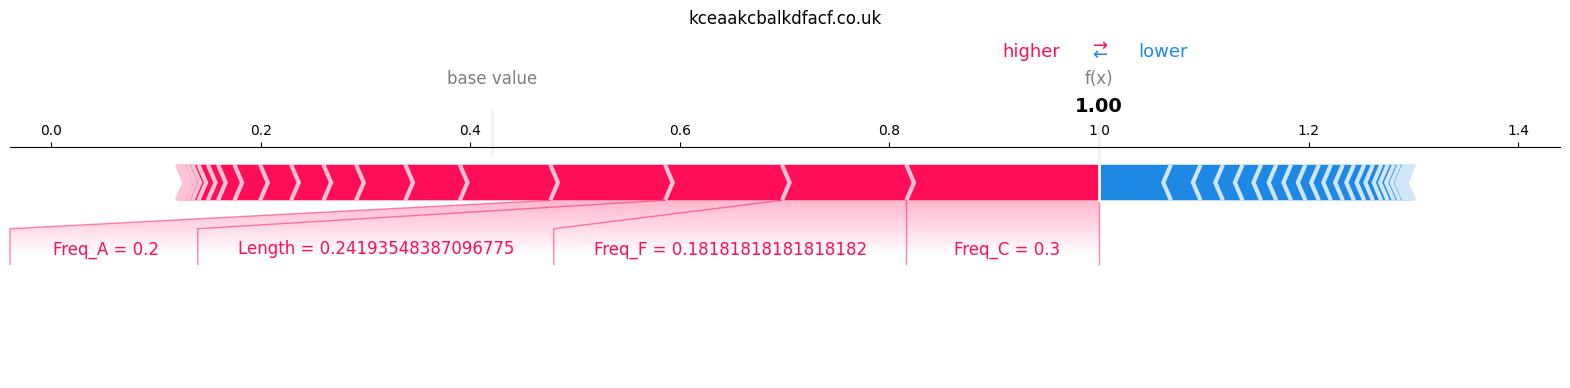 kceaakcbalkdfacf.co.uk
higher → ← lower
base value f(x)
1.00
0.0 0.2 0.4 0.6 0.8 1.0 1.2 1.4
Freq_A = 0.2 Length = 0.24193548387096775 Freq_F = 0.18181818181818182 Freq_C = 0.3